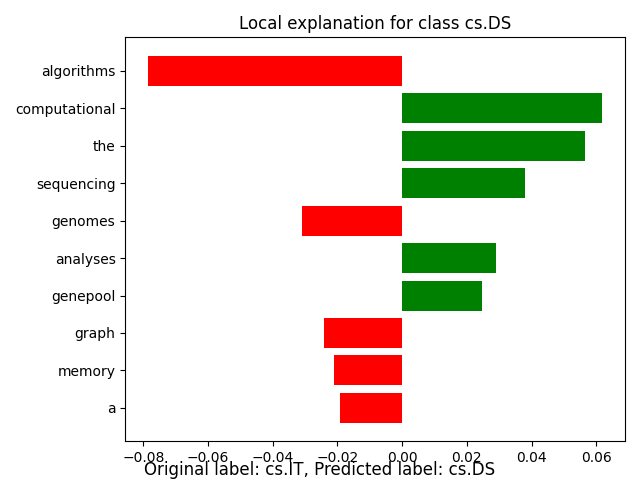 Local explanation for class cs.DS
algorithms
computational
the
sequencing
genomes
analyses
genepool
graph
memory
a
−0.08 −0.06 −0.04 −0.02 0.00 0.02 0.04 0.06
Original label: cs.IT, Predicted label: cs.DS